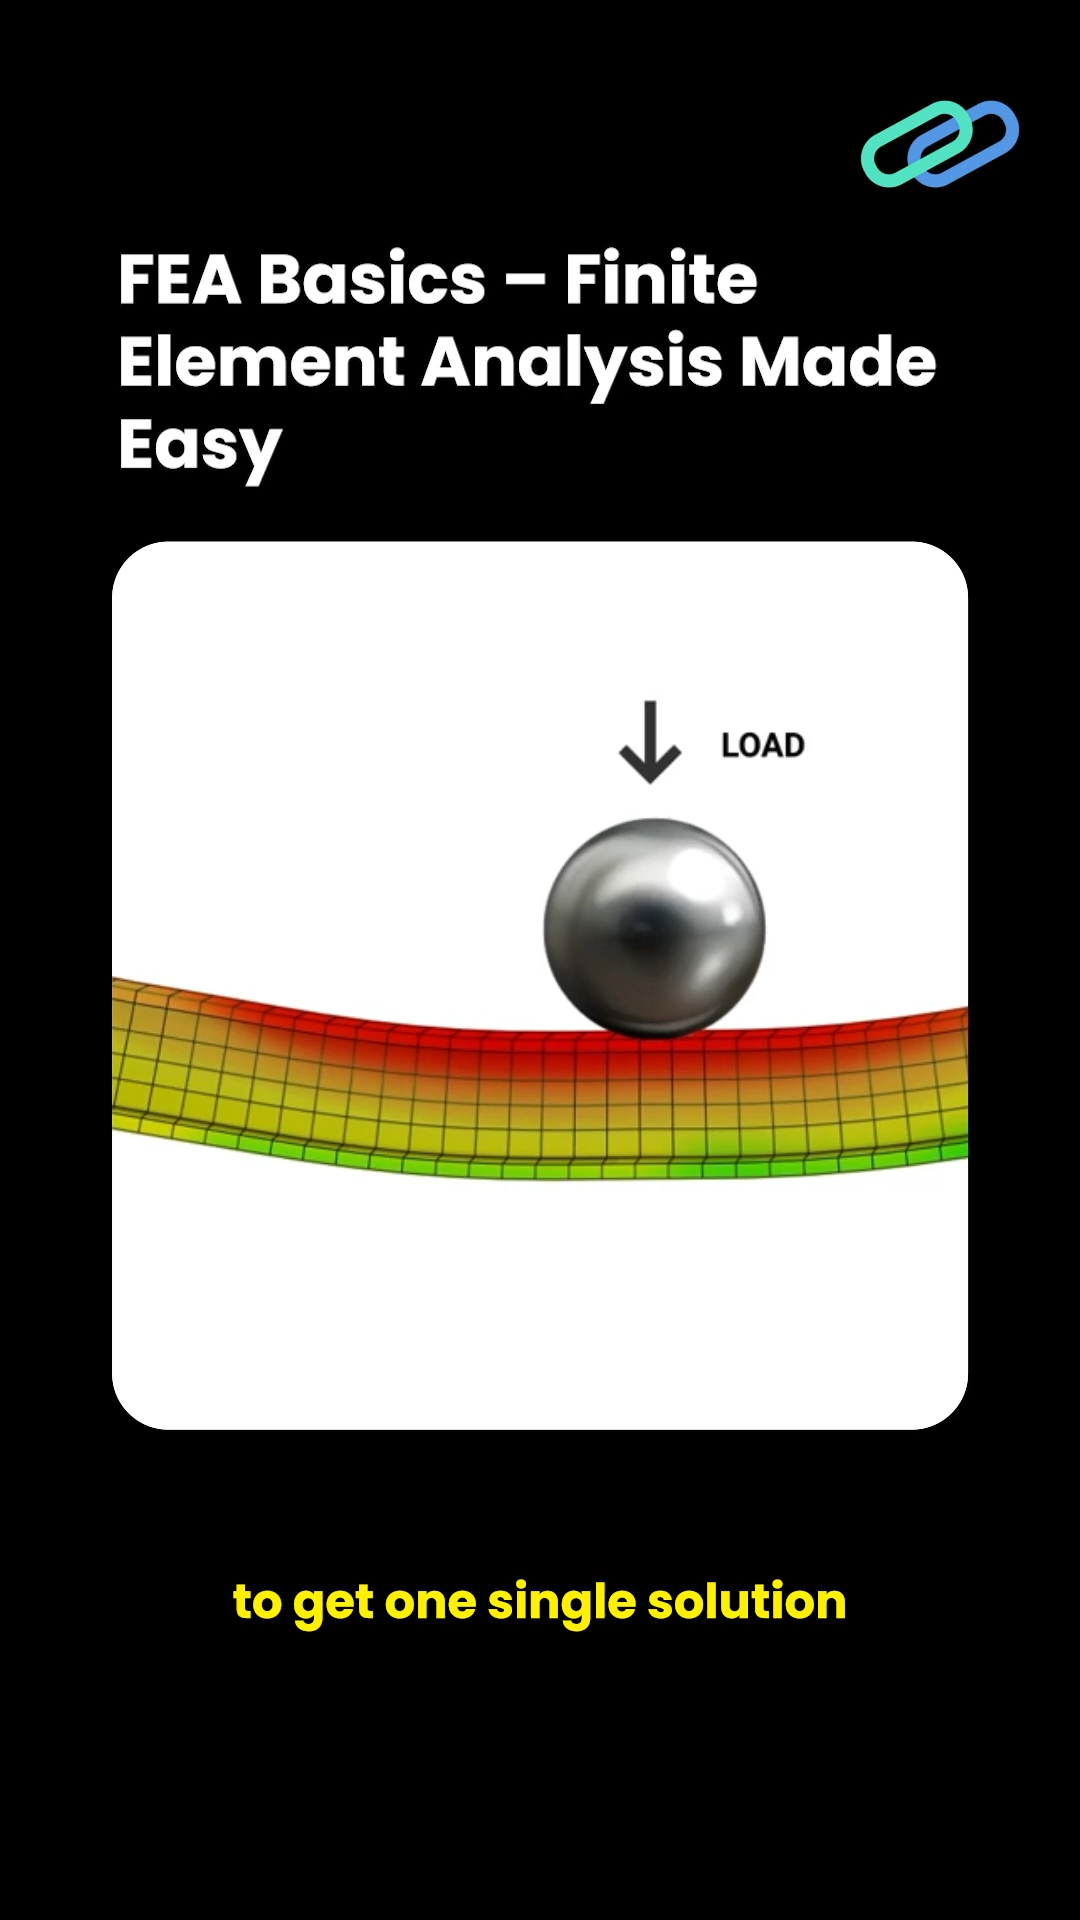 FEA Basics – Finite
Element Analysis Made
Easy
LOAD
to get one single solution